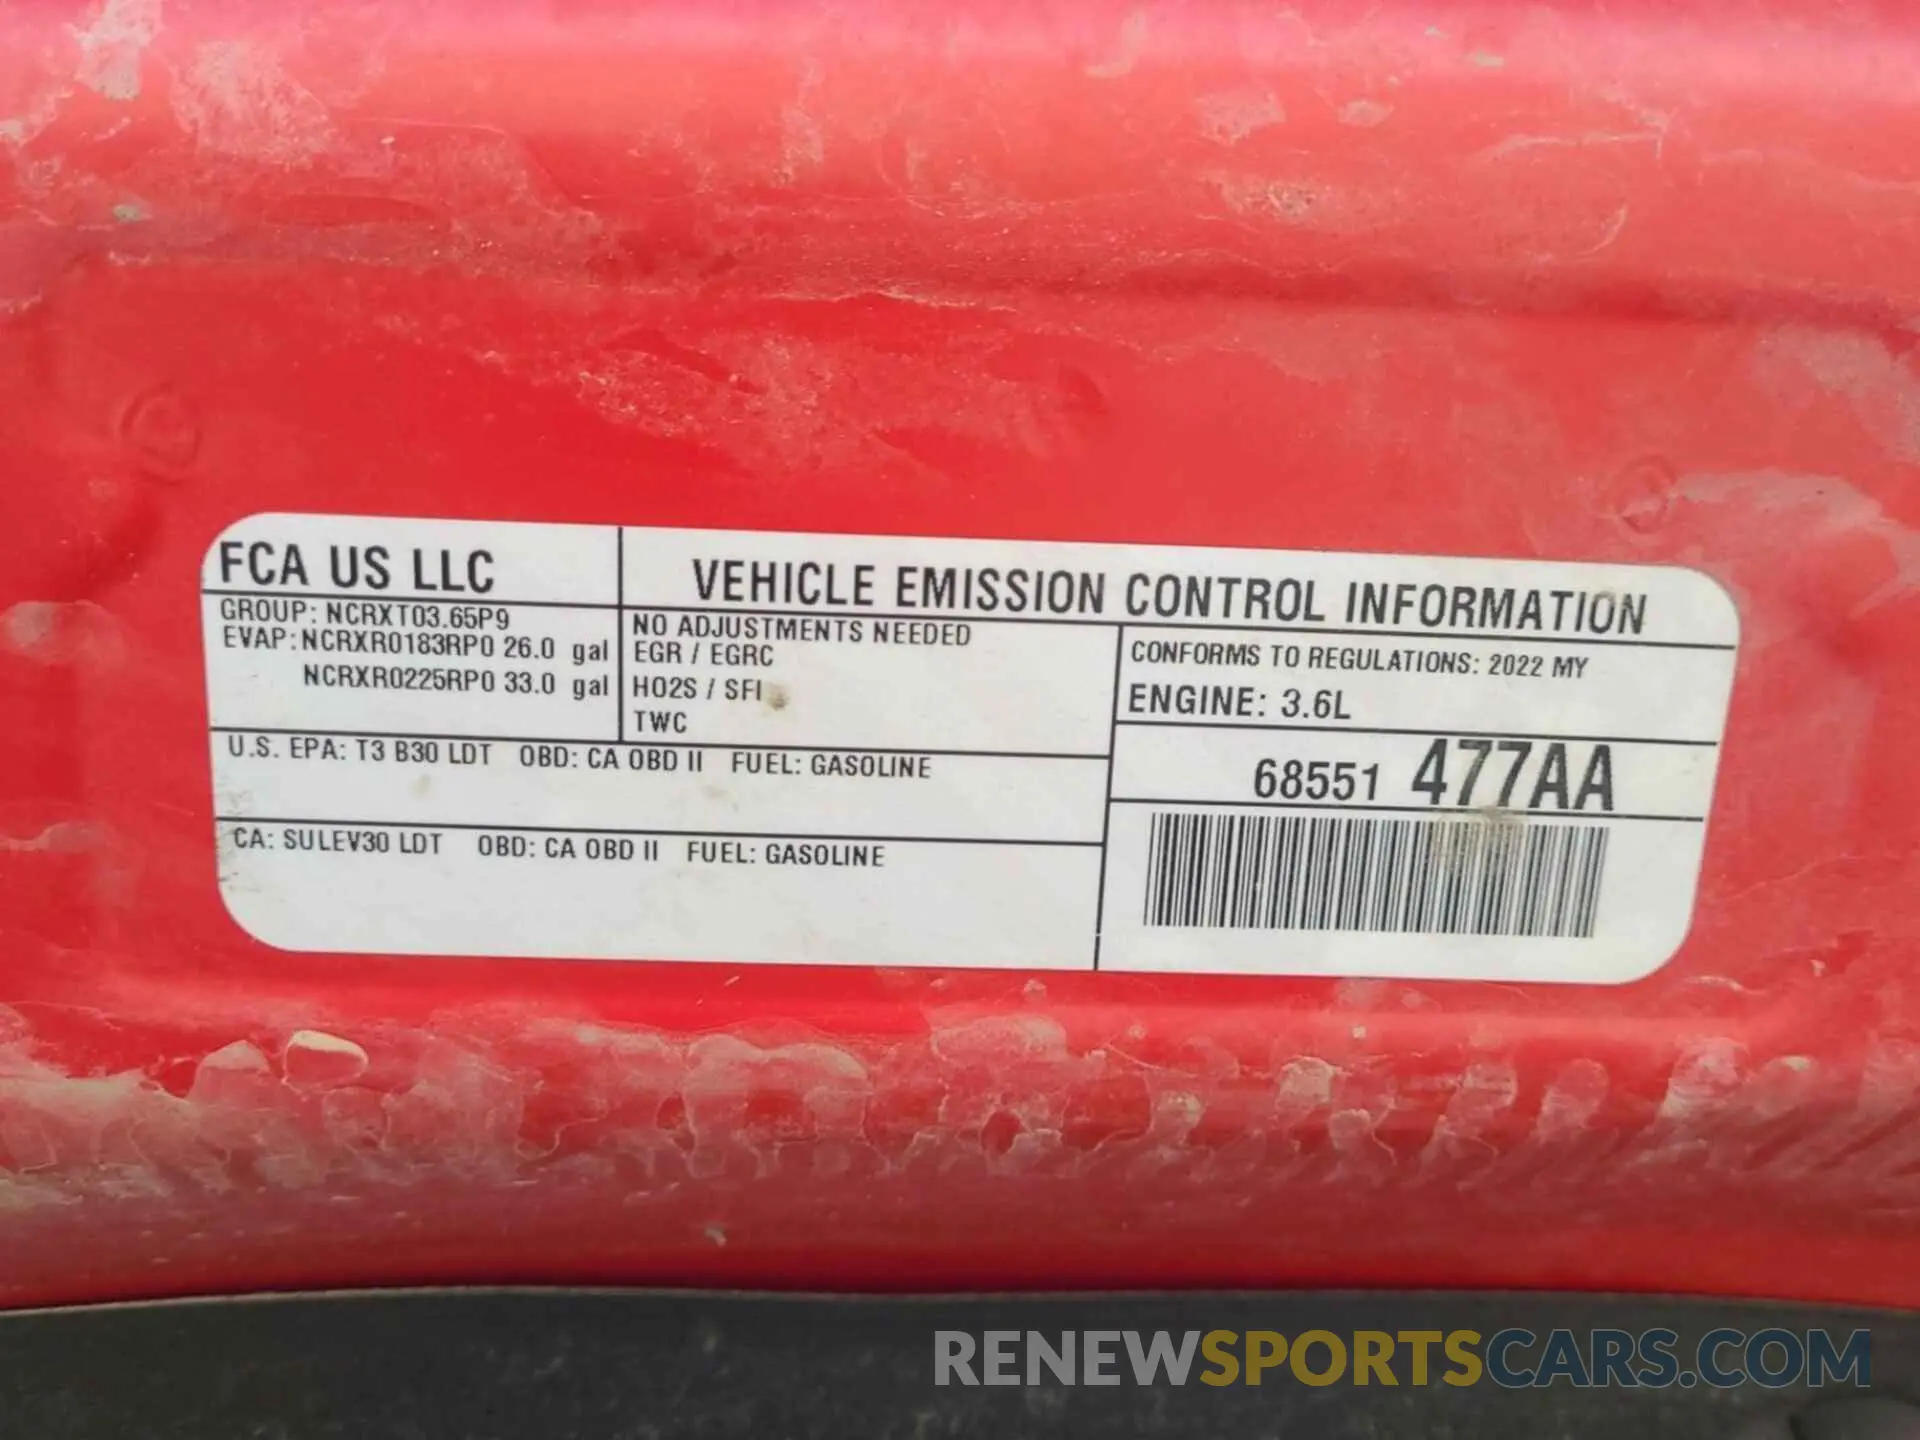 FCA US LLC
VEHICLE EMISSION CONTROL INFORMATION
GROUP: NCRXT03.65P9
EVAP: NCRXR0183RP0 26.0 gal
NCRXR0225RP0 33.0 gal
NO ADJUSTMENTS NEEDED
EGR / EGRC
HO2S / SFI
TWC
CONFORMS TO REGULATIONS: 2022 MY
ENGINE: 3.6L
U.S. EPA: T3 B30 LDT OBD: CA OBD II FUEL: GASOLINE
68551 477AA
CA: SULEV30 LDT OBD: CA OBD II FUEL: GASOLINE
RENEWSPORTSCARS.COM